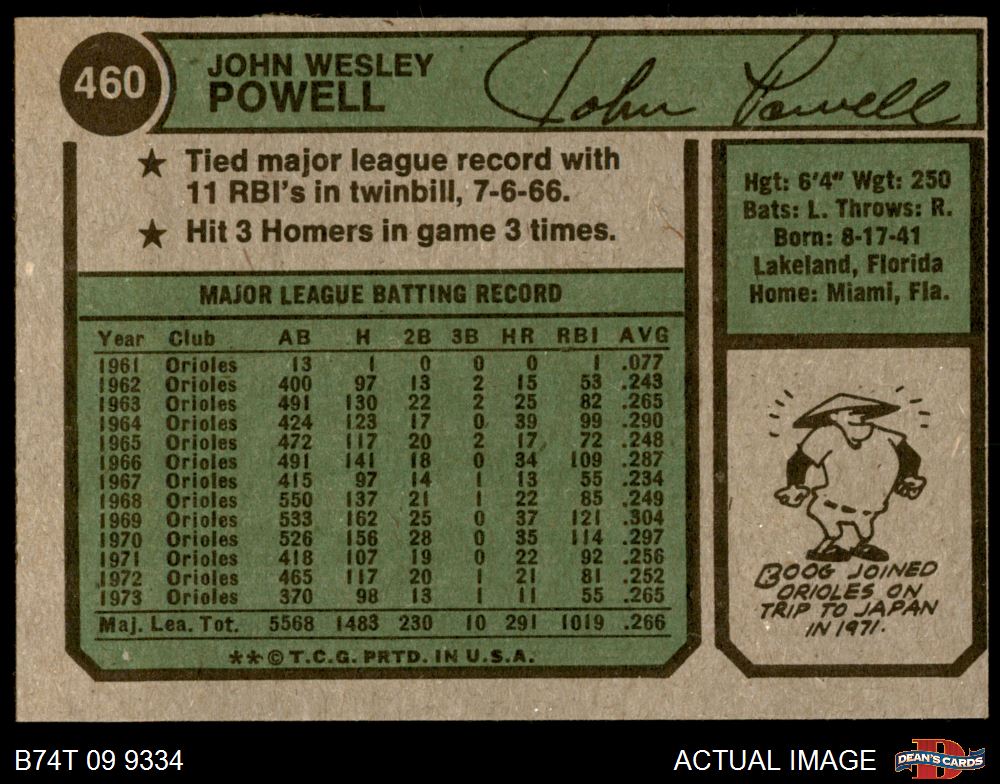 460
JOHN WESLEY
POWELL
John Powell
★ Tied major league record with
11 RBI's in twinbill, 7-6-66.
★ Hit 3 Homers in game 3 times.
Hgt: 6'4" Wgt: 250
Bats: L. Throws: R.
Born: 8-17-41
Lakeland, Florida
Home: Miami, Fla.
MAJOR LEAGUE BATTING RECORD
Year Club AB H 2B 3B HR RBI AVG
1961 Orioles 13 1 0 0 0 1 .077
1962 Orioles 400 97 13 2 15 53 .243
1963 Orioles 491 130 22 2 25 82 .265
1964 Orioles 424 123 17 0 39 99 .290
1965 Orioles 472 117 20 2 17 72 .248
1966 Orioles 491 141 18 0 34 109 .287
1967 Orioles 415 97 14 1 13 55 .234
1968 Orioles 550 137 21 1 22 85 .249
1969 Orioles 533 162 25 0 37 121 .304
1970 Orioles 526 156 28 0 35 114 .297
1971 Orioles 418 107 19 0 22 92 .256
1972 Orioles 465 117 20 1 21 81 .252
1973 Orioles 370 98 13 1 11 55 .265
Maj. Lea. Tot. 5568 1483 230 10 291 1019 .266
**© T.C.G. PRTD. IN U.S.A.
BOOG JOINED
ORIOLES ON
TRIP TO JAPAN
IN 1971.
B74T 09 9334
ACTUAL IMAGE
DEAN'S CARDS